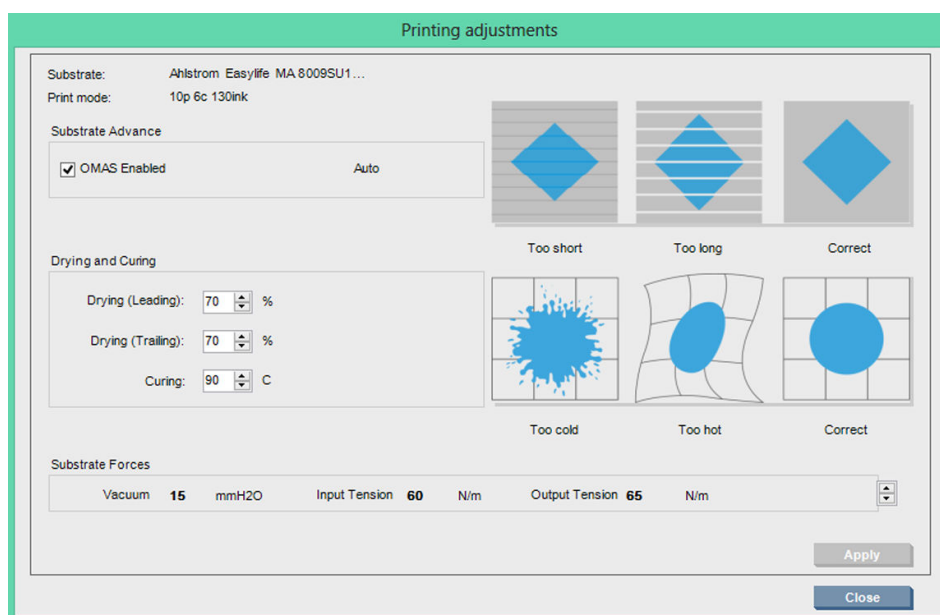 Printing adjustments
Substrate: Ahlstrom Easylife MA 8009SU1...
Print mode: 10p 6c 130ink
Substrate Advance
OMAS Enabled Auto
Too short Too long Correct
Drying and Curing
Drying (Leading): 70 %
Drying (Trailing): 70 %
Curing: 90 C
Too cold Too hot Correct
Substrate Forces
Vacuum 15 mmH2O Input Tension 60 N/m Output Tension 65 N/m
Apply
Close